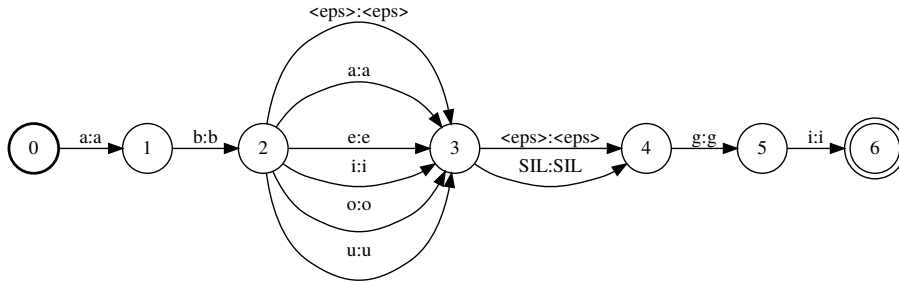 <eps>:<eps>
a:a
e:e
i:i
o:o
u:u
0 a:a 1 b:b 2 3 <eps>:<eps> 4 g:g 5 i:i 6
SIL:SIL